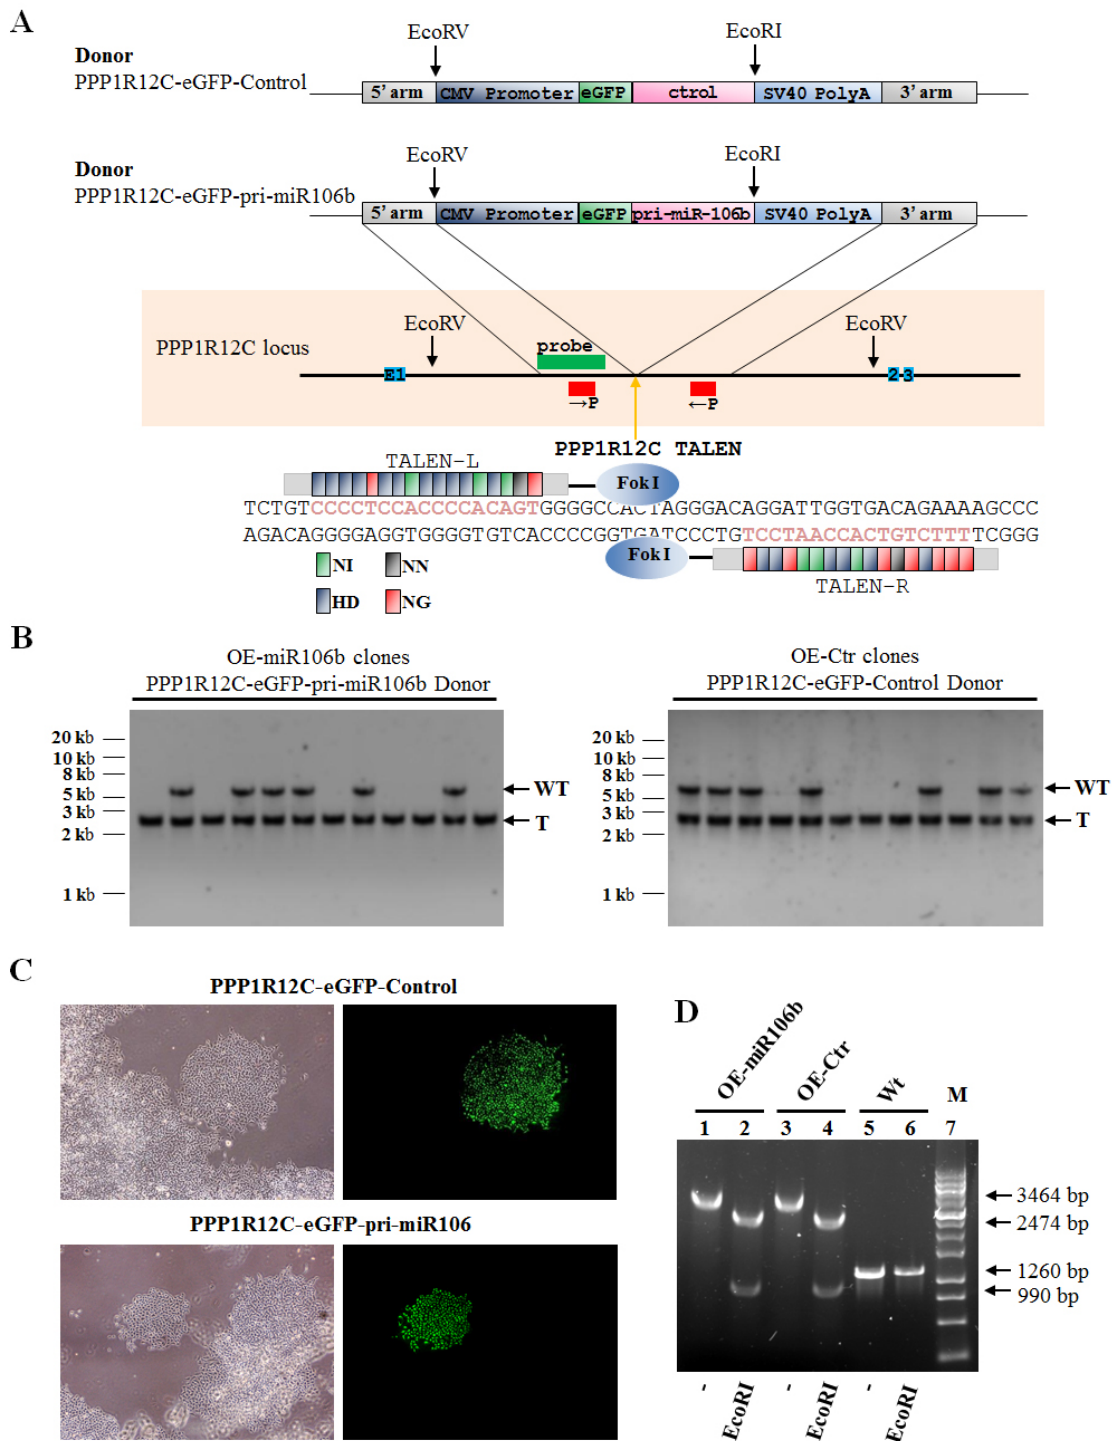 A
EcoRV
EcoRI
Donor
PPP1R12C-eGFP-Control
5' arm
CMV Promoter
eGFP
ctrol
SV40 PolyA
3' arm
EcoRV
EcoRI
Donor
PPP1R12C-eGFP-pri-miR106b
5' arm
CMV Promoter
eGFP
pri-miR-106b
SV40 PolyA
3' arm
EcoRV
EcoRV
PPP1R12C locus
probe
E1
2-3
→P
←P
PPP1R12C TALEN
TALEN-L
Fok I
TCTGTCCCCTCCACCCCACAGTGGGGCCACTAGGGACAGGATTGGTGACAGAAAAGCCC
AGACAGGGGAGGTGGGGTGTCACCCCGGTGATCCCTGTCCTAACCACTGTCTTTTCGGG
Fok I
TALEN-R
NI
NN
HD
NG
B
OE-miR106b clones
PPP1R12C-eGFP-pri-miR106b Donor
20 kb
10 kb
8 kb
5 kb
3 kb
2 kb
1 kb
WT
T
OE-Ctr clones
PPP1R12C-eGFP-Control Donor
20 kb
10 kb
8 kb
5 kb
3 kb
2 kb
1 kb
WT
T
C
PPP1R12C-eGFP-Control
PPP1R12C-eGFP-pri-miR106
D
OE-miR106b
OE-Ctr
Wt
M
1 2 3 4 5 6 7
3464 bp
2474 bp
1260 bp
990 bp
- EcoRI - EcoRI - EcoRI